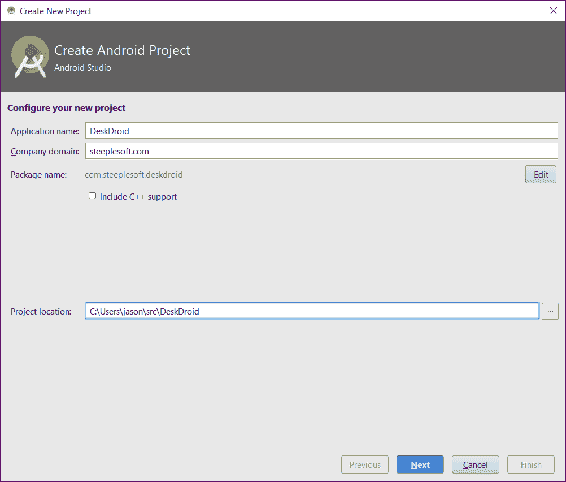 Create New Project
Create Android Project
Android Studio
Configure your new project
Application name: DeskDroid
Company domain: steeplesoft.com
Package name: com.steeplesoft.deskdroid Edit
Include C++ support
Project location: C:\Users\jason\src\DeskDroid ...
Previous Next Cancel Finish